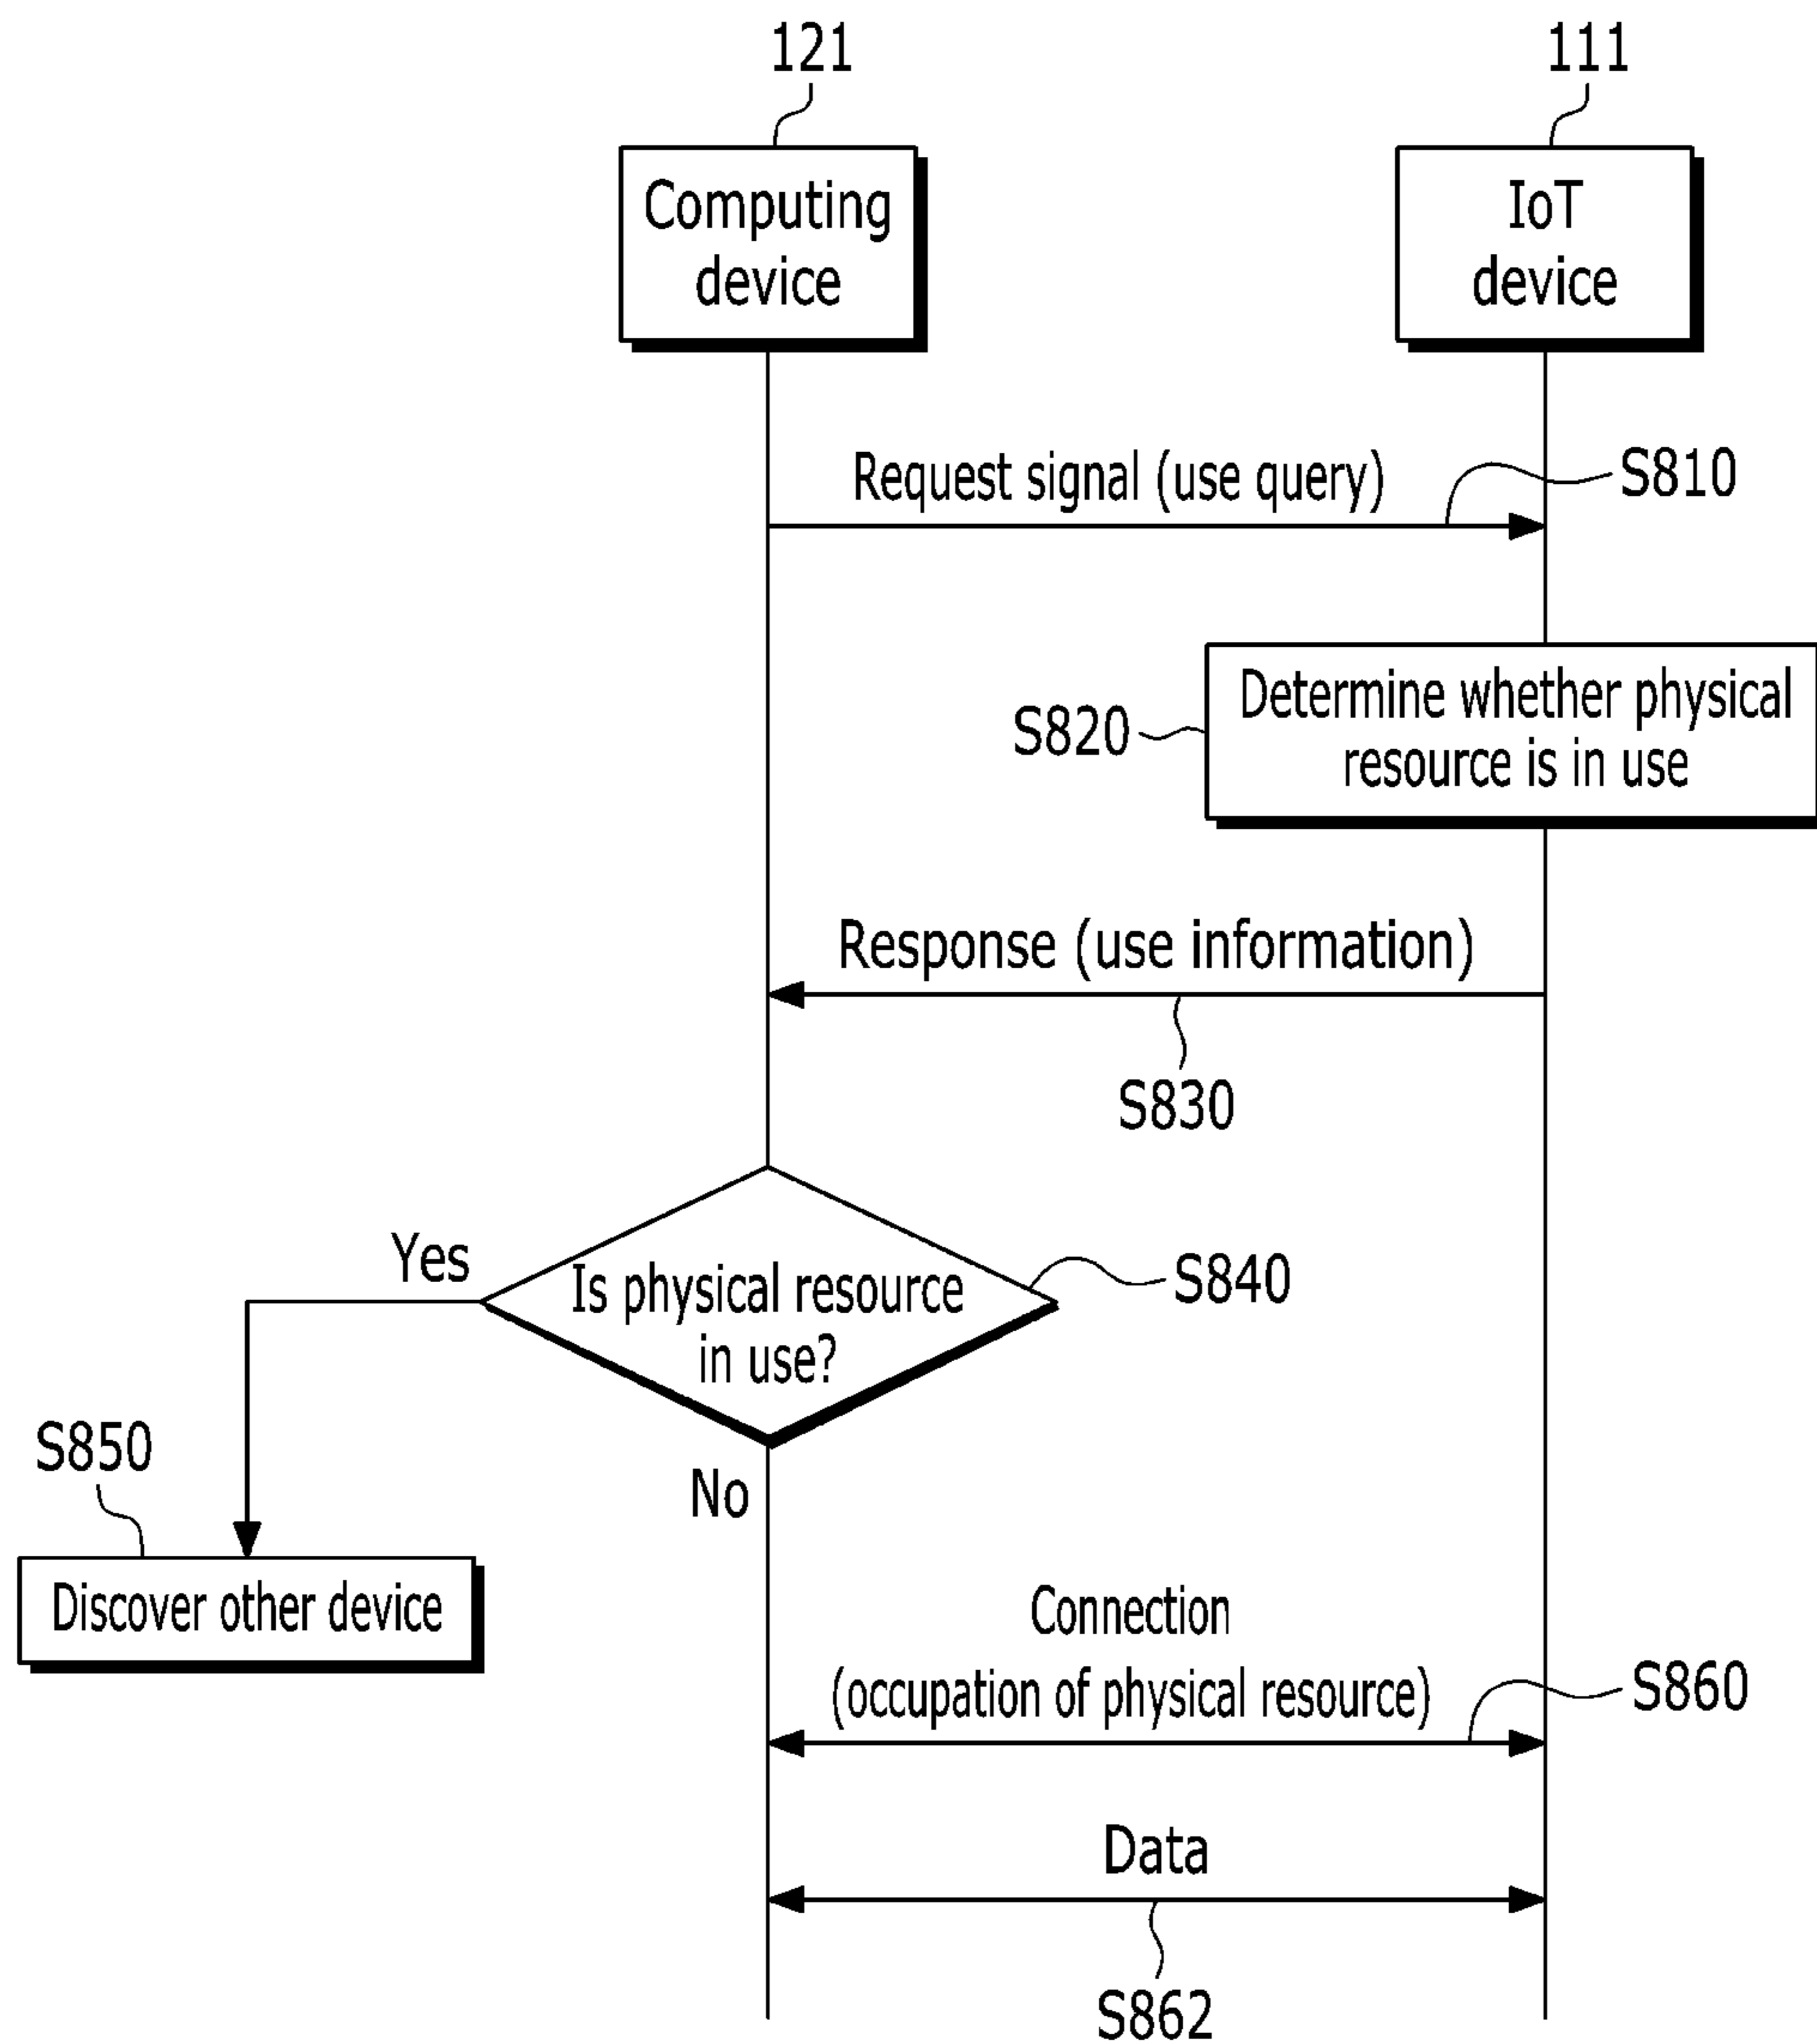 121
111
Computing
device
IoT
device
Request signal (use query)
S810
Determine whether physical
resource is in use
S820
Response (use information)
S830
Yes
Is physical resource
in use?
S840
S850
No
Discover other device
Connection
(occupation of physical resource)
S860
Data
S862